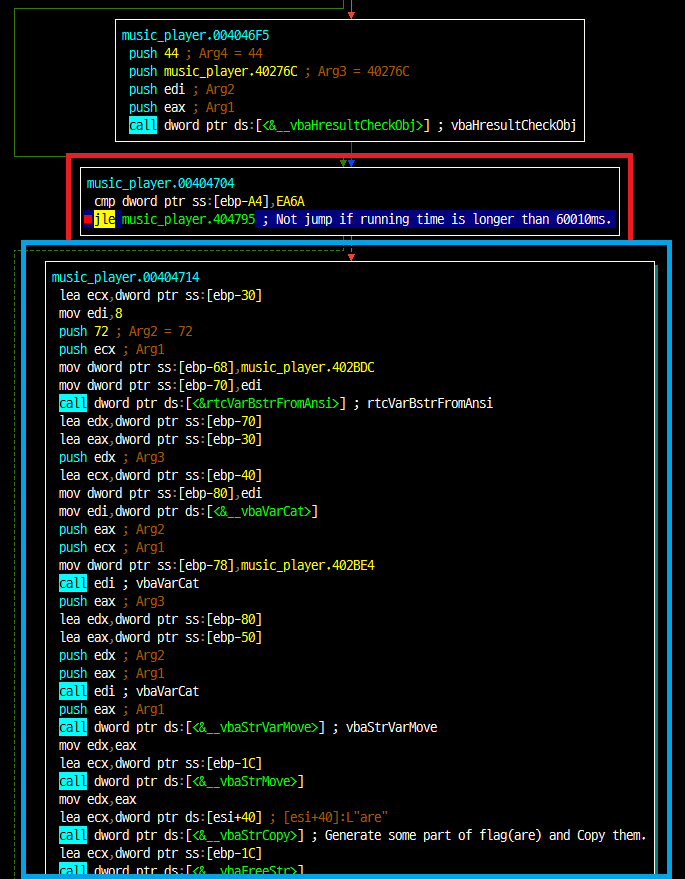 music_player.004046F5
push 44 ; Arg4 = 44
push music_player.40276C ; Arg3 = 40276C
push edi ; Arg2
push eax ; Arg1
call dword ptr ds:[<&__vbaHresultCheckObj>] ; vbaHresultCheckObj
music_player.00404704
cmp dword ptr ss:[ebp-A4],EA6A
jle music_player.404795 ; Not jump if running time is longer than 60010ms.
music_player.00404714
lea ecx,dword ptr ss:[ebp-30]
mov edi,8
push 72 ; Arg2 = 72
push ecx ; Arg1
mov dword ptr ss:[ebp-68],music_player.402BDC
mov dword ptr ss:[ebp-70],edi
call dword ptr ds:[<&rtcVarBstrFromAnsi>] ; rtcVarBstrFromAnsi
lea edx,dword ptr ss:[ebp-70]
lea eax,dword ptr ss:[ebp-30]
push edx ; Arg3
lea ecx,dword ptr ss:[ebp-40]
mov dword ptr ss:[ebp-80],edi
mov edi,dword ptr ds:[<&__vbaVarCat>]
push eax ; Arg2
push ecx ; Arg1
mov dword ptr ss:[ebp-78],music_player.402BE4
call edi ; vbaVarCat
push eax ; Arg3
lea edx,dword ptr ss:[ebp-80]
lea eax,dword ptr ss:[ebp-50]
push edx ; Arg2
push eax ; Arg1
call edi ; vbaVarCat
push eax ; Arg1
call dword ptr ds:[<&__vbaStrVarMove>] ; vbaStrVarMove
mov edx,eax
lea ecx,dword ptr ss:[ebp-1C]
call dword ptr ds:[<&__vbaStrMove>]
mov edx,eax
lea ecx,dword ptr ds:[esi+40] ; [esi+40]:L"are"
call dword ptr ds:[<&__vbaStrCopy>] ; Generate some part of flag(are) and Copy them.
lea ecx,dword ptr ss:[ebp-1C]
call dword ptr ds:[<&__vbaFreeStr>]